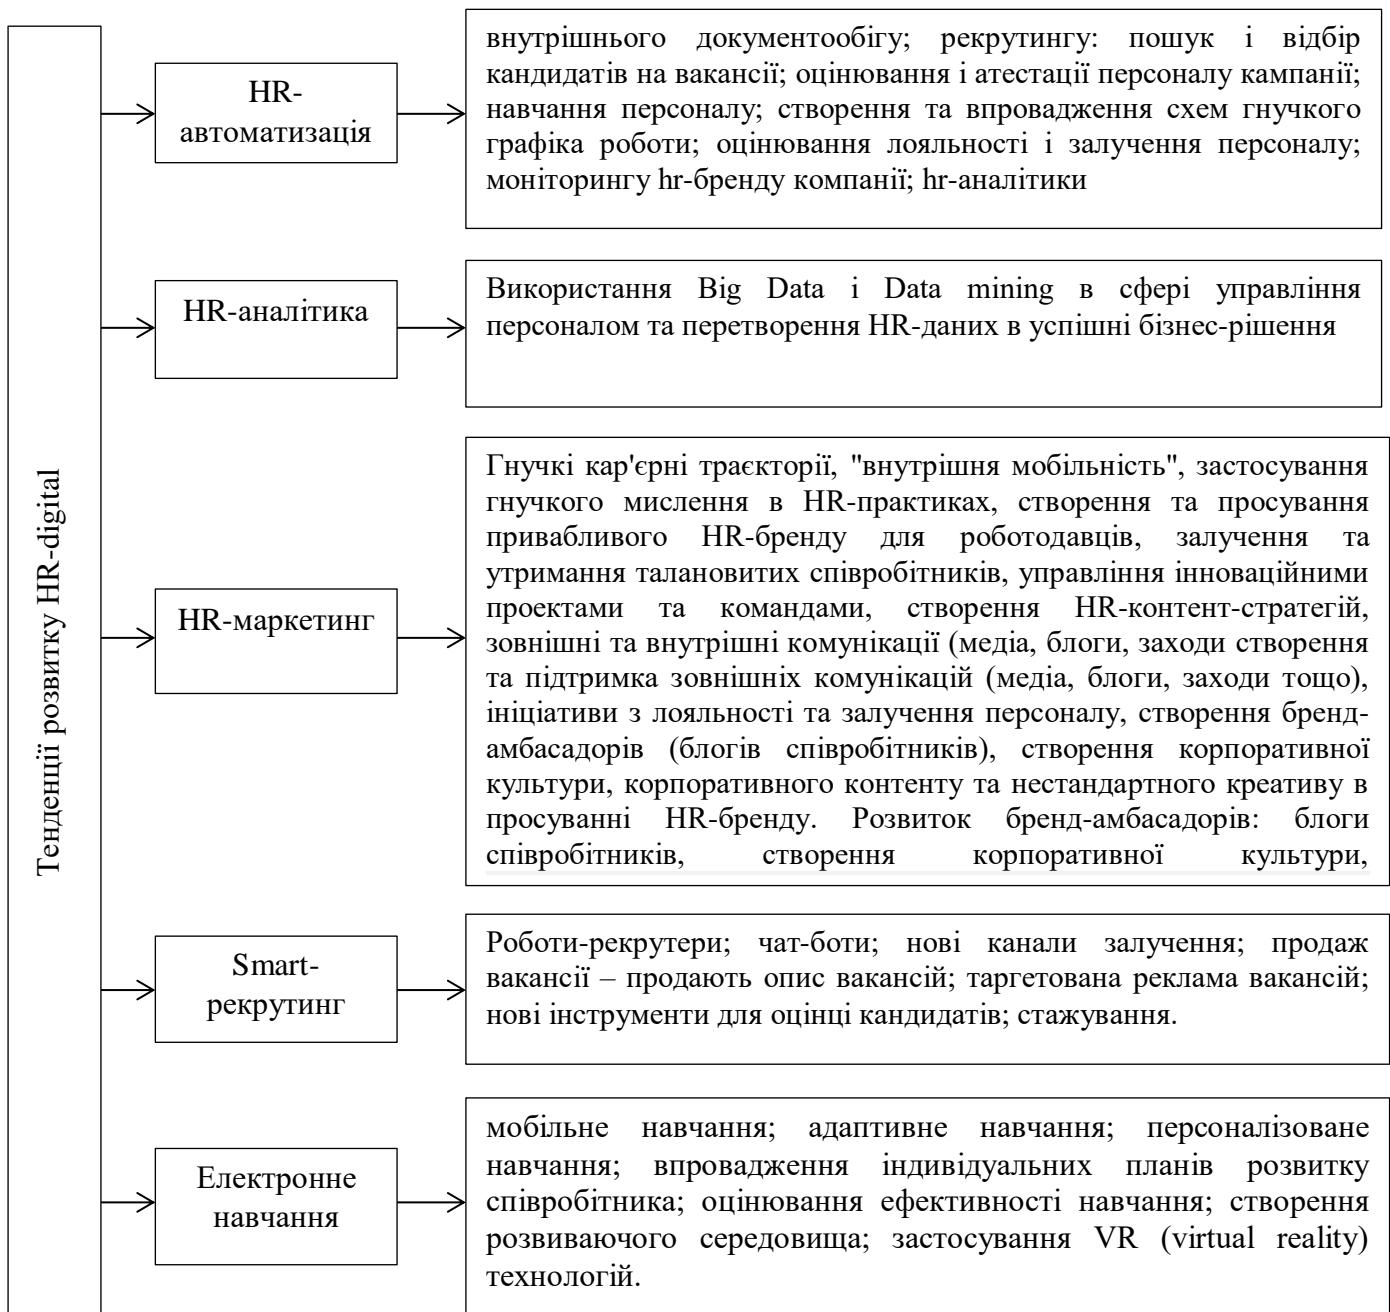 Тенденції розвитку HR-digital
HR-
автоматизація
внутрішнього документообігу; рекрутингу: пошук і відбір
кандидатів на вакансії; оцінювання і атестації персоналу кампанії;
навчання персоналу; створення та впровадження схем гнучкого
графіка роботи; оцінювання лояльності і залучення персоналу;
моніторингу hr-бренду компанії; hr-аналітики
HR-аналітика
Використання Big Data і Data mining в сфері управління
персоналом та перетворення HR-даних в успішні бізнес-рішення
HR-маркетинг
Гнучкі кар'єрні траєкторії, "внутрішня мобільність", застосування
гнучкого мислення в HR-практиках, створення та просування
привабливого HR-бренду для роботодавців, залучення та
утримання талановитих співробітників, управління інноваційними
проектами та командами, створення HR-контент-стратегій,
зовнішні та внутрішні комунікації (медіа, блоги, заходи створення
та підтримка зовнішніх комунікацій (медіа, блоги, заходи тощо),
ініціативи з лояльності та залучення персоналу, створення бренд-
амбасадорів (блогів співробітників), створення корпоративної
культури, корпоративного контенту та нестандартного креативу в
просуванні HR-бренду. Розвиток бренд-амбасадорів: блоги
співробітників, створення корпоративної культури,
Smart-
рекрутинг
Роботи-рекрутери; чат-боти; нові канали залучення; продаж
вакансії – продають опис вакансій; таргетована реклама вакансій;
нові інструменти для оцінці кандидатів; стажування.
Електронне
навчання
мобільне навчання; адаптивне навчання; персоналізоване
навчання; впровадження індивідуальних планів розвитку
співробітника; оцінювання ефективності навчання; створення
розвиваючого середовища; застосування VR (virtual reality)
технологій.